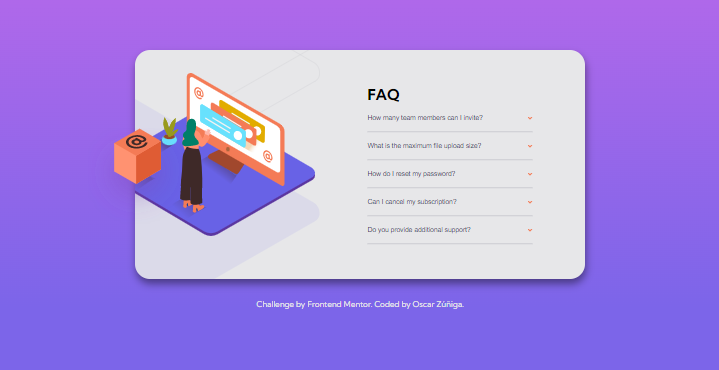 FAQ
How many team members can I invite?
What is the maximum file upload size?
How do I reset my password?
Can I cancel my subscription?
Do you provide additional support?
Challenge by Frontend Mentor. Coded by Oscar Zúñiga.